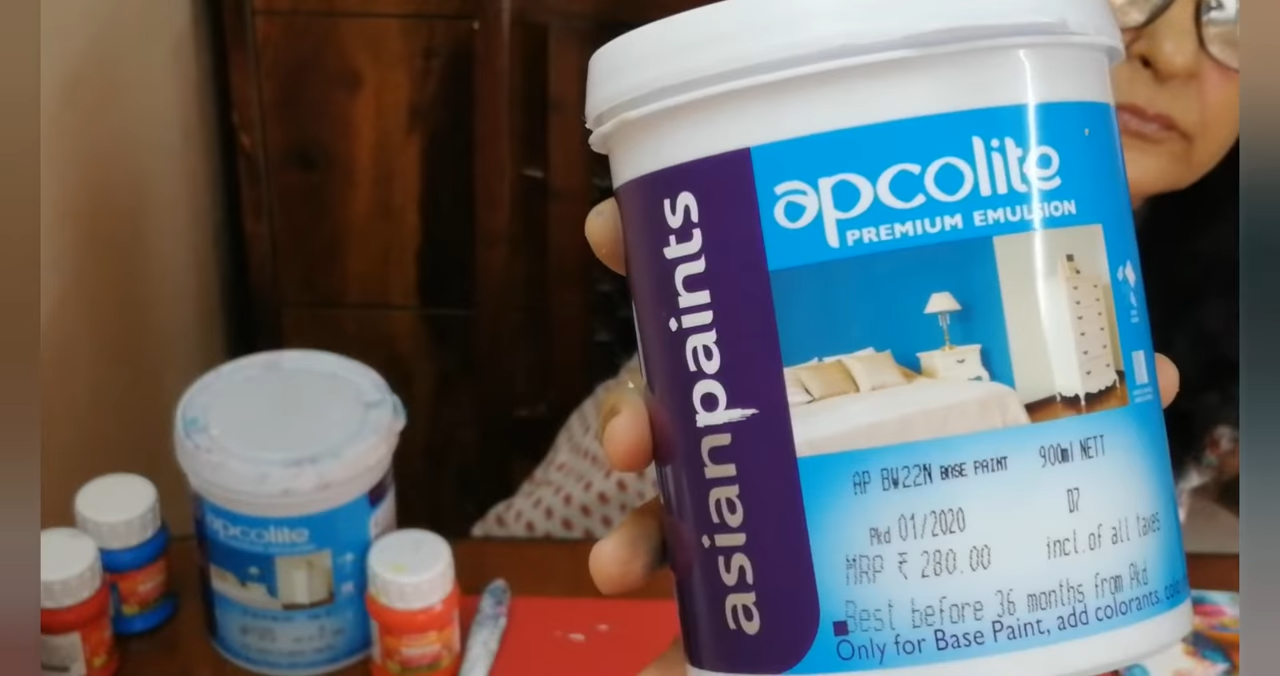 asianpaints
apcolite
PREMIUM EMULSION
AP BW22N BASE PAINT 900ml NETT
Pkd 01/2020 D7
MRP ₹ 280.00 incl.of all taxes
Best before 36 months from Pkd
Only for Base Paint, add colorants,
apcolite